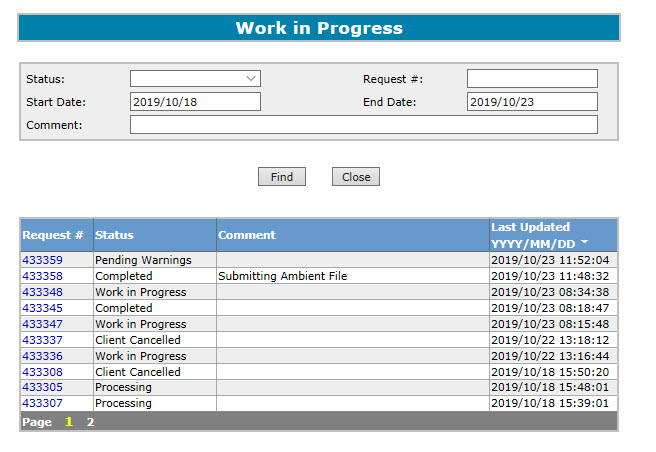 Work in Progress
Status: Request #:
Start Date: 2019/10/18 End Date: 2019/10/23
Comment:
Find Close
Request # Status Comment Last Updated YYYY/MM/DD
433359 Pending Warnings 2019/10/23 11:52:04
433358 Completed Submitting Ambient File 2019/10/23 11:48:32
433348 Work in Progress 2019/10/23 08:34:38
433345 Completed 2019/10/23 08:18:47
433347 Work in Progress 2019/10/23 08:15:48
433337 Client Cancelled 2019/10/22 13:18:12
433336 Work in Progress 2019/10/22 13:16:44
433308 Client Cancelled 2019/10/18 15:50:20
433305 Processing 2019/10/18 15:48:01
433307 Processing 2019/10/18 15:39:01
Page 1 2